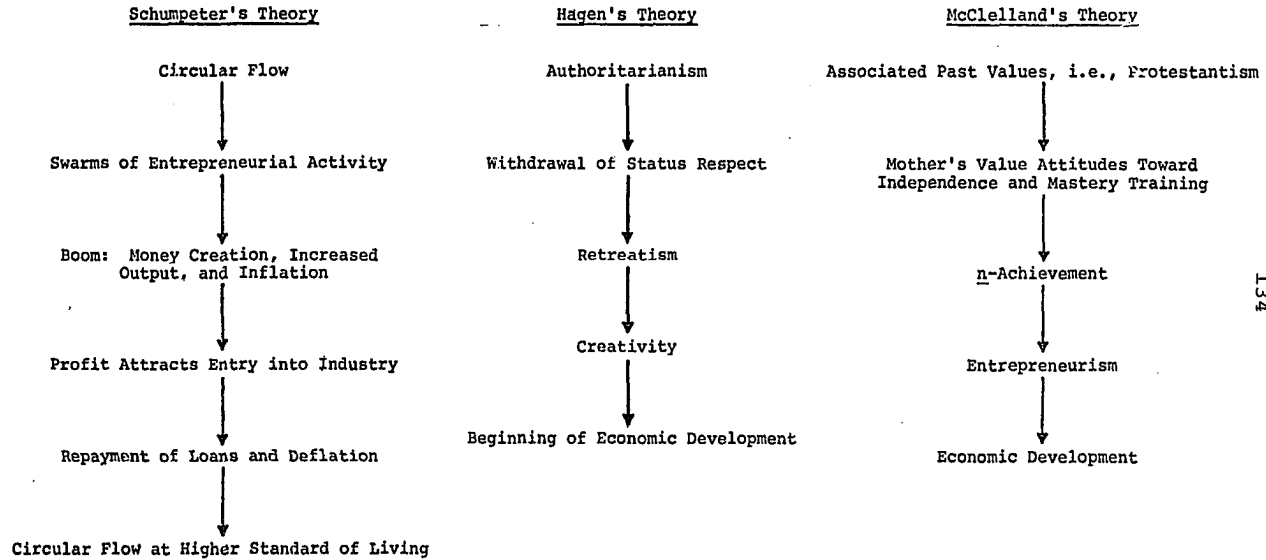 Schumpeter's Theory
Circular Flow
Swarms of Entrepreneurial Activity
Boom: Money Creation, Increased
Output, and Inflation
Profit Attracts Entry into Industry
Repayment of Loans and Deflation
Circular Flow at Higher Standard of Living
Hagen's Theory
Authoritarianism
Withdrawal of Status Respect
Retreatism
Creativity
Beginning of Economic Development
McClelland's Theory
Associated Past Values, i.e., Protestantism
Mother's Value Attitudes Toward
Independence and Mastery Training
n-Achievement
Entrepreneurism
Economic Development
134